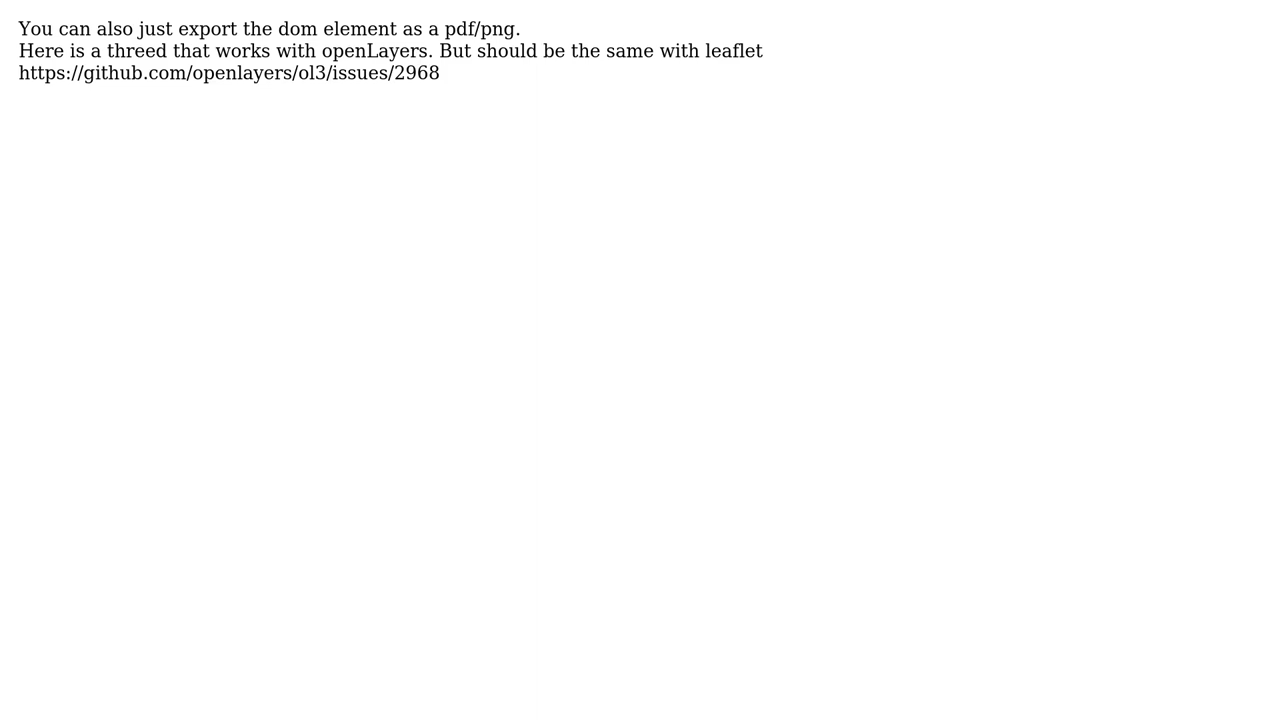 You can also just export the dom element as a pdf/png.
Here is a threed that works with openLayers. But should be the same with leaflet
https://github.com/openlayers/ol3/issues/2968